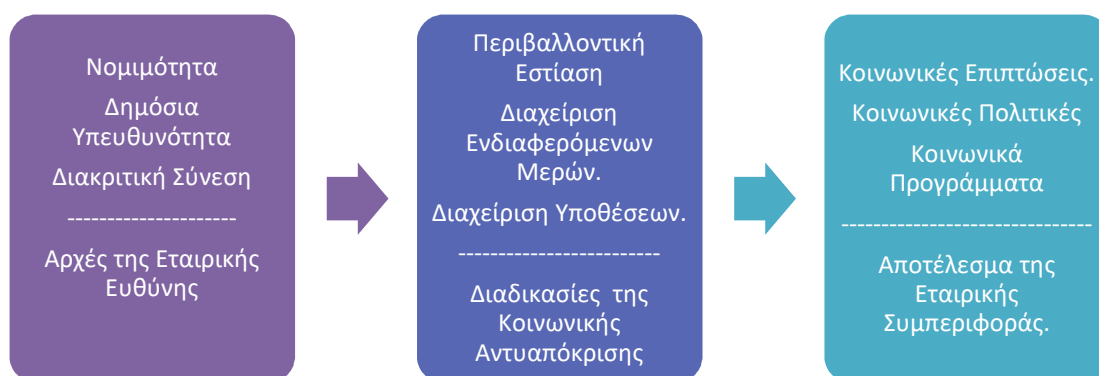 Νομιμότητα
Δημόσια
Υπευθυνότητα
Διακριτική Σύνεση
---------------------
Αρχές της Εταιρικής
Ευθύνης
Περιβαλλοντική
Εστίαση
Διαχείριση
Ενδιαφερόμενων
Μερών.
Διαχείριση Υποθέσεων.
-------------------------
Διαδικασίες της
Κοινωνικής
Αντυαπόκρισης
Κοινωνικές Επιπτώσεις.
Κοινωνικές Πολιτικές
Κοινωνικά
Προγράμματα
-------------------------------
Αποτέλεσμα της
Εταιρικής
Συμπεριφοράς.